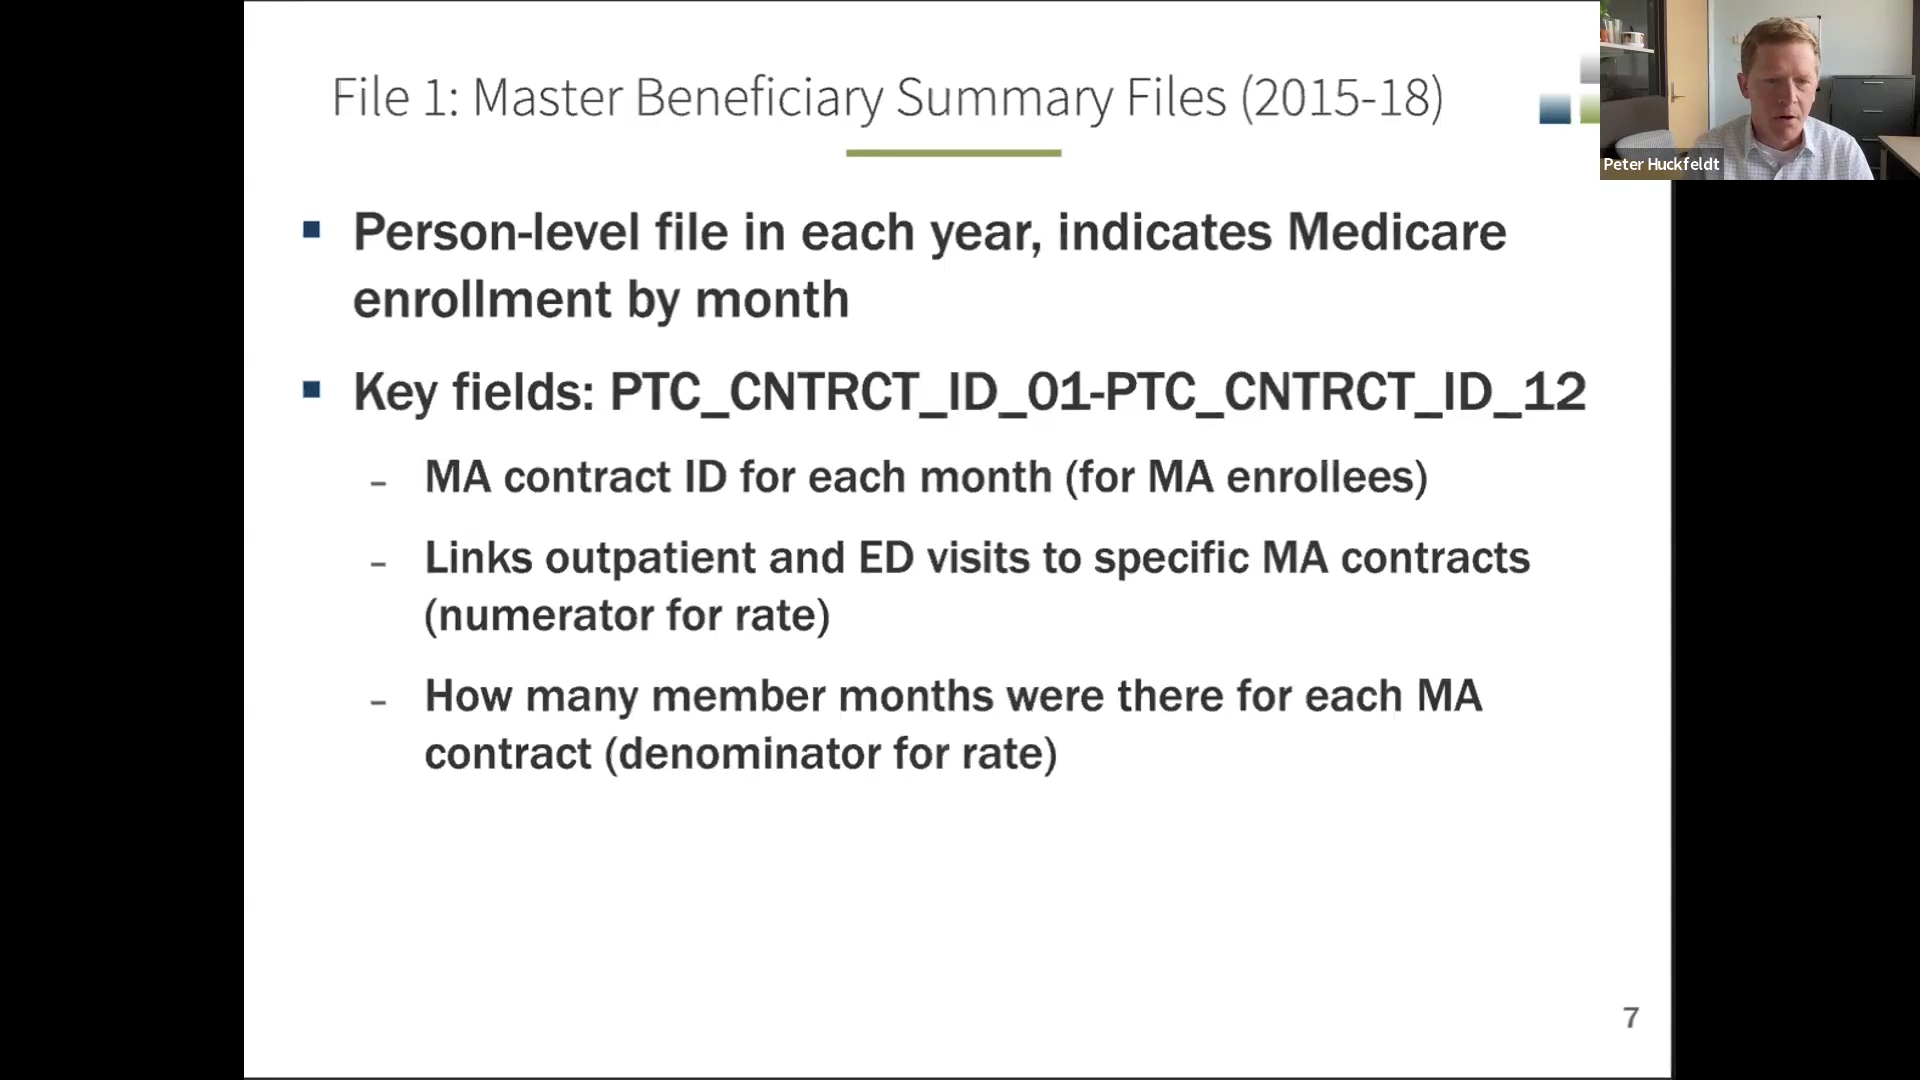 File 1: Master Beneficiary Summary Files (2015-18)
Peter Huckfeldt
Person-level file in each year, indicates Medicare
enrollment by month
Key fields: PTC_CNTRCT_ID_01-PTC_CNTRCT_ID_12
- MA contract ID for each month (for MA enrollees)
- Links outpatient and ED visits to specific MA contracts
(numerator for rate)
- How many member months were there for each MA
contract (denominator for rate)
7